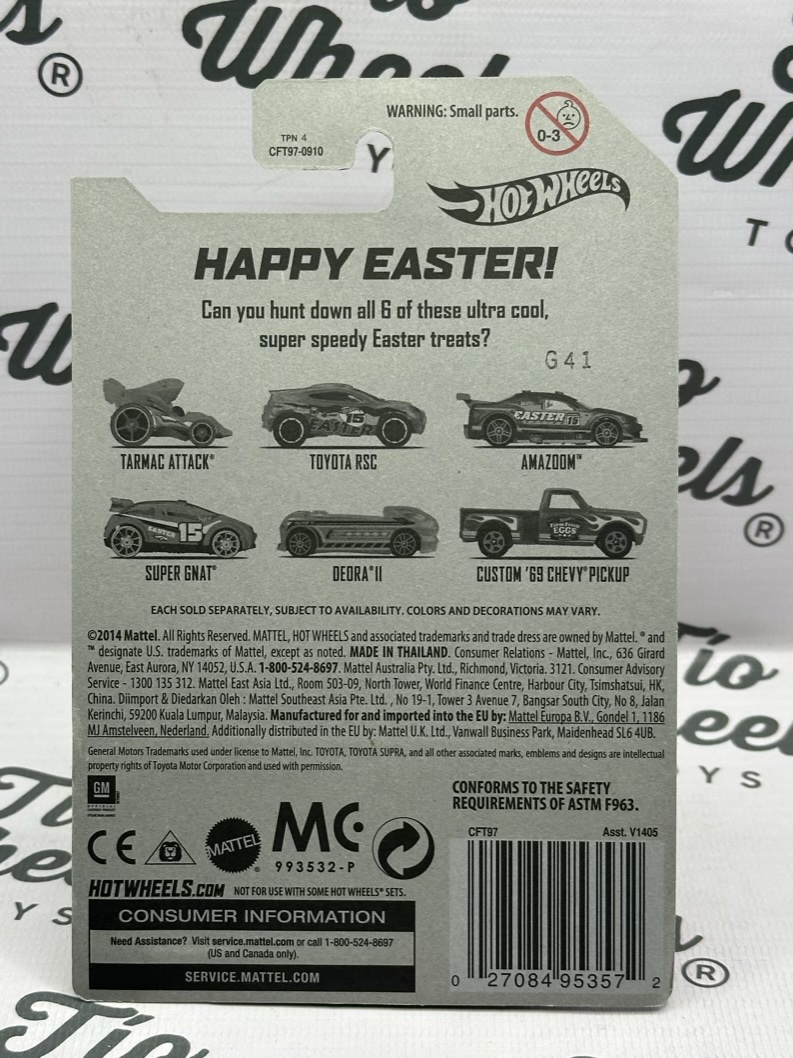 Tio
Wheels
®
WARNING: Small parts.
0-3
TPN 4
CFT97-0910
Y
HOT WHEELS
HAPPY EASTER!
Can you hunt down all 6 of these ultra cool,
super speedy Easter treats?
G41
15
EASTER
EASTER 15
TARMAC ATTACK®
TOYOTA RSC
AMAZOOM™
EASTER 15
Farm Fresh
EGGS
SUPER GNAT®
DEORA® II
CUSTOM '69 CHEVY® PICKUP
EACH SOLD SEPARATELY, SUBJECT TO AVAILABILITY. COLORS AND DECORATIONS MAY VARY.
©2014 Mattel. All Rights Reserved. MATTEL, HOT WHEELS and associated trademarks and trade dress are owned by Mattel. ® and
™ designate U.S. trademarks of Mattel, except as noted. MADE IN THAILAND. Consumer Relations - Mattel, Inc., 636 Girard
Avenue, East Aurora, NY 14052, U.S.A. 1-800-524-8697. Mattel Australia Pty. Ltd., Richmond, Victoria. 3121. Consumer Advisory
Service - 1300 135 312. Mattel East Asia Ltd., Room 503-09, North Tower, World Finance Centre, Harbour City, Tsimshatsui, HK,
China. Diimport & Diedarkan Oleh : Mattel Southeast Asia Pte. Ltd. , No 19-1, Tower 3 Avenue 7, Bangsar South City, No 8, Jalan
Kerinchi, 59200 Kuala Lumpur, Malaysia. Manufactured for and imported into the EU by: Mattel Europa B.V., Gondel 1, 1186
MJ Amstelveen, Nederland. Additionally distributed in the EU by: Mattel U.K. Ltd., Vanwall Business Park, Maidenhead SL6 4UB.
General Motors Trademarks used under license to Mattel, Inc. TOYOTA, TOYOTA SUPRA, and all other associated marks, emblems and designs are intellectual
property rights of Toyota Motor Corporation and used with permission.
GM
CONFORMS TO THE SAFETY
REQUIREMENTS OF ASTM F963.
CE
MATTEL
®
MC
993532-P
CFT97
Asst. V1405
HOTWHEELS.COM NOT FOR USE WITH SOME HOT WHEELS® SETS.
CONSUMER INFORMATION
Need Assistance? Visit service.mattel.com or call 1-800-524-8697
(US and Canada only).
SERVICE.MATTEL.COM
0 27084 95357 2
®
®
Tio